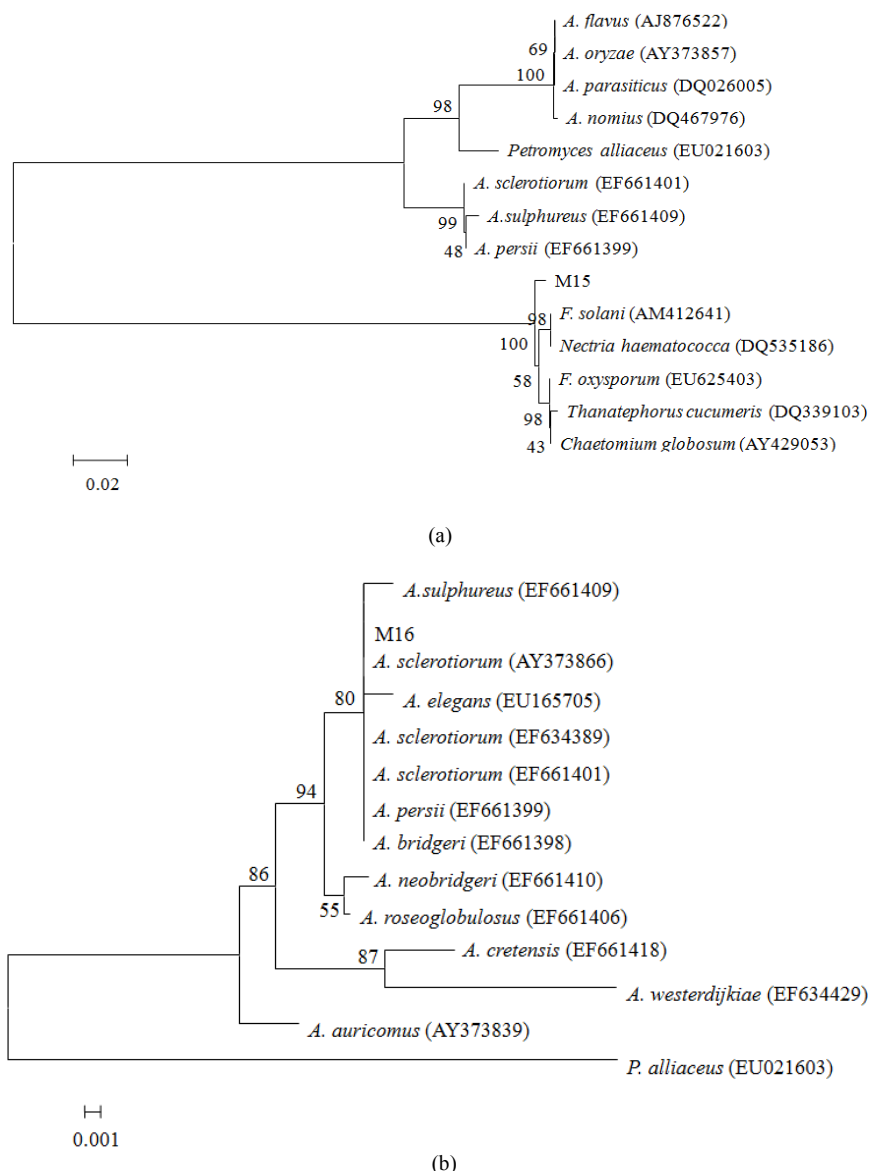 A. flavus (AJ876522)
69
A. oryzae (AY373857)
100
A. parasiticus (DQ026005)
98
A. nomius (DQ467976)
Petromyces alliaceus (EU021603)
A. sclerotiorum (EF661401)
A.sulphureus (EF661409)
99
48
A. persii (EF661399)
M15
98
F. solani (AM412641)
100
Nectria haematococca (DQ535186)
58
F. oxysporum (EU625403)
Thanatephorus cucumeris (DQ339103)
98
43
Chaetomium globosum (AY429053)
0.02
(a)
A.sulphureus (EF661409)
M16
A. sclerotiorum (AY373866)
80
A. elegans (EU165705)
A. sclerotiorum (EF634389)
A. sclerotiorum (EF661401)
94
A. persii (EF661399)
A. bridgeri (EF661398)
86
A. neobridgeri (EF661410)
55
A. roseoglobulosus (EF661406)
87
A. cretensis (EF661418)
A. westerdijkiae (EF634429)
A. auricomus (AY373839)
P. alliaceus (EU021603)
0.001
(b)